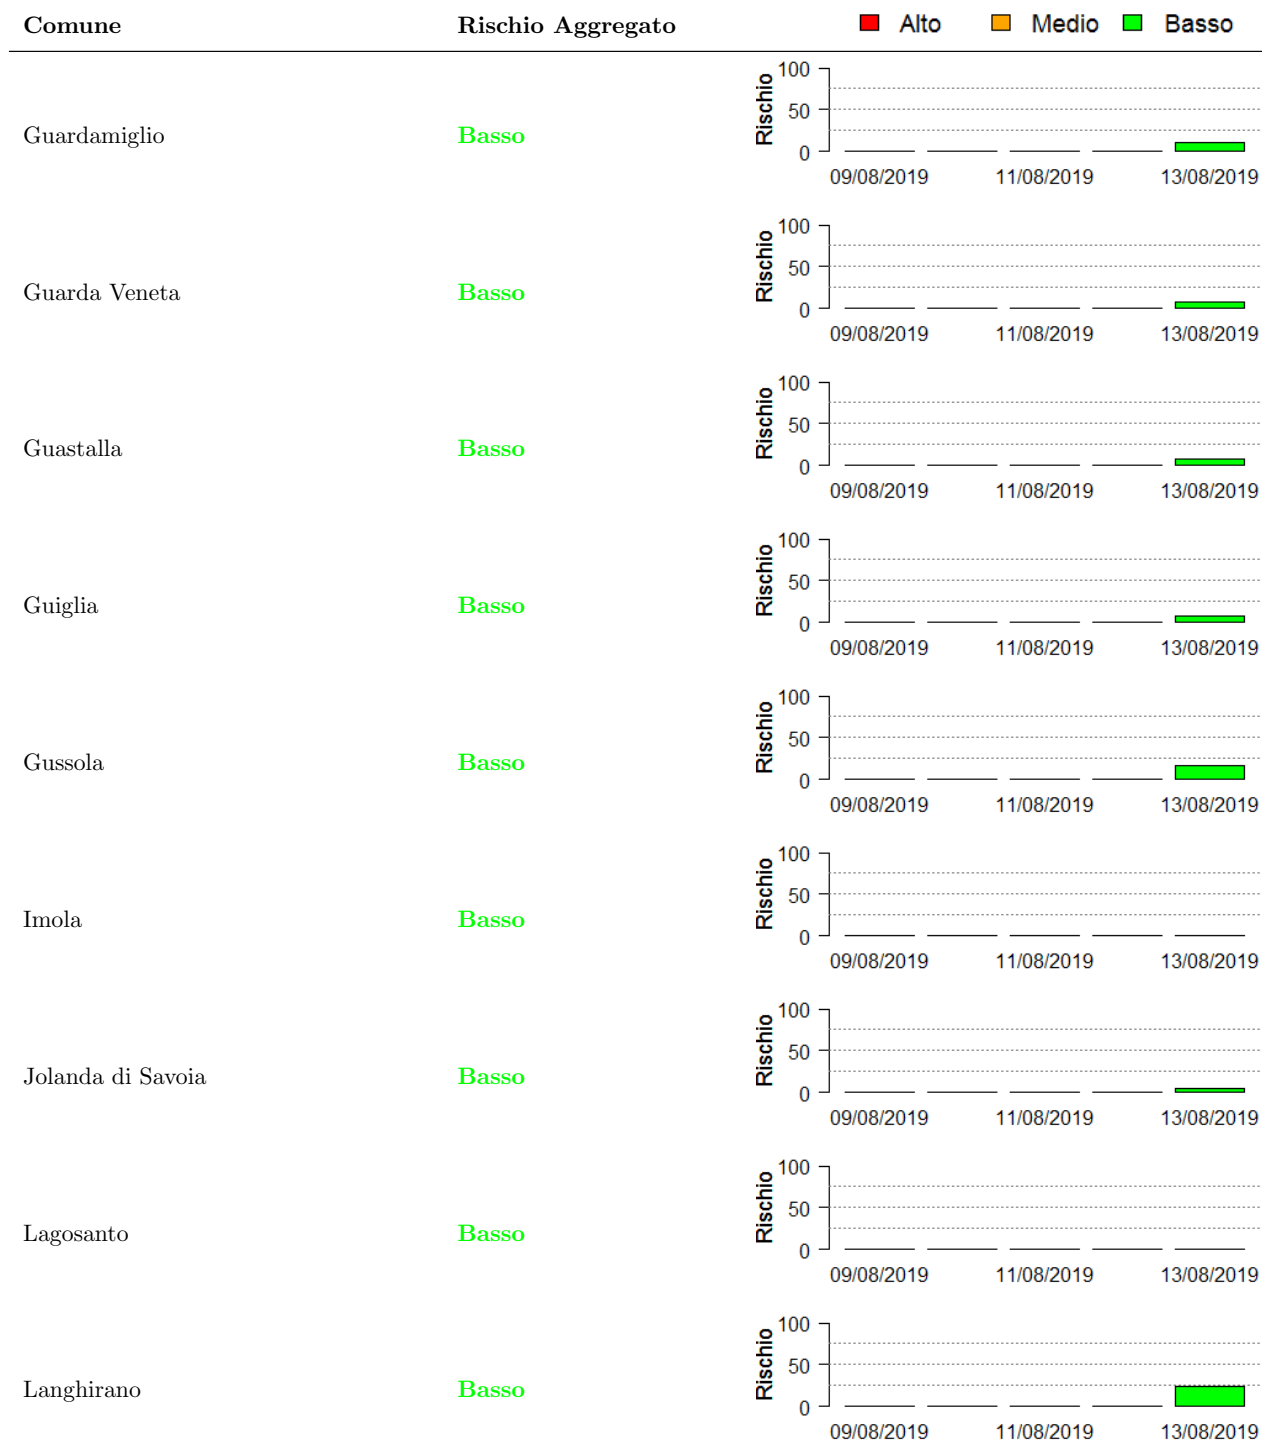 Comune Rischio Aggregato Alto Medio Basso
100
50
0
Rischio
Guardamiglio Basso
09/08/2019 11/08/2019 13/08/2019
100
50
0
Rischio
Guarda Veneta Basso
09/08/2019 11/08/2019 13/08/2019
100
50
0
Rischio
Guastalla Basso
09/08/2019 11/08/2019 13/08/2019
100
50
0
Rischio
Guiglia Basso
09/08/2019 11/08/2019 13/08/2019
100
50
0
Rischio
Gussola Basso
09/08/2019 11/08/2019 13/08/2019
100
50
0
Rischio
Imola Basso
09/08/2019 11/08/2019 13/08/2019
100
50
0
Rischio
Jolanda di Savoia Basso
09/08/2019 11/08/2019 13/08/2019
100
50
0
Rischio
Lagosanto Basso
09/08/2019 11/08/2019 13/08/2019
100
50
0
Rischio
Langhirano Basso
09/08/2019 11/08/2019 13/08/2019